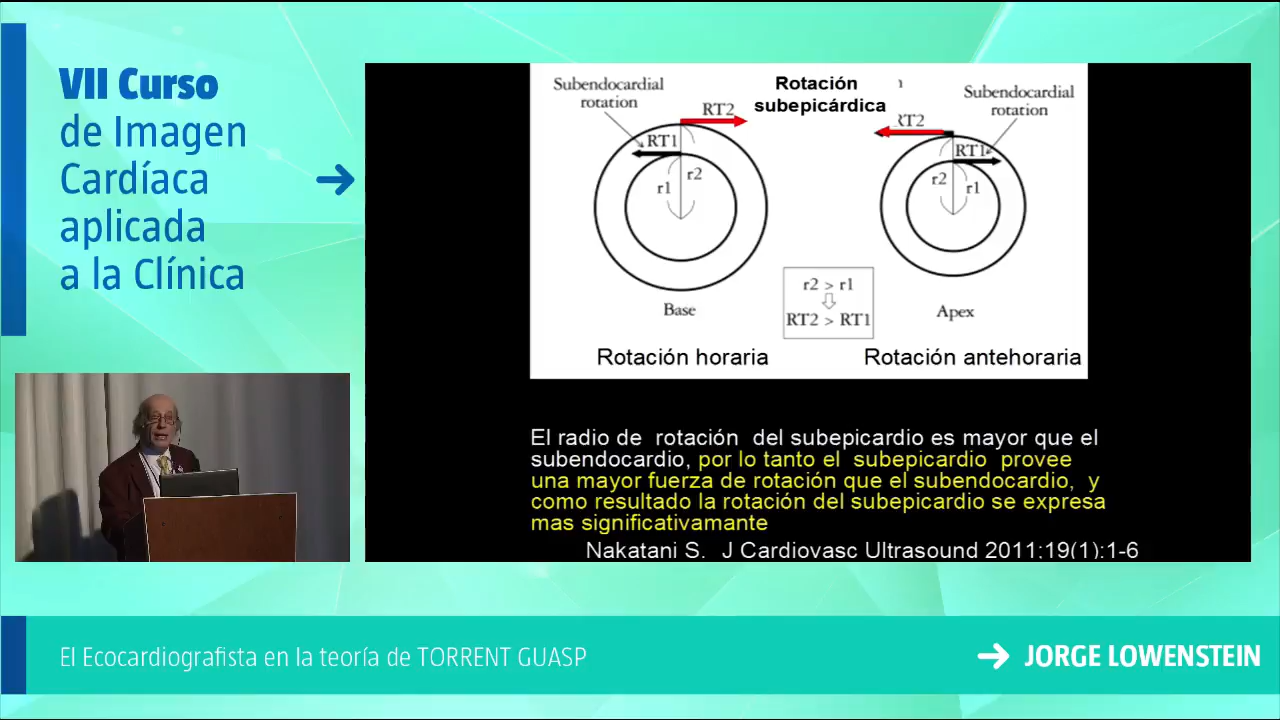 VII Curso
de Imagen
Cardíaca
aplicada
a la Clínica
Subendocardial
rotation
RT2
RT1
r1
r2
Base
Rotación horaria
Rotación
subepicárdica
r2 > r1
RT2 > RT1
Subendocardial
rotation
RT2
RT1
r2
r1
Apex
Rotación antehoraria
El radio de rotación del subepicardio es mayor que el
subendocardio, por lo tanto el subepicardio provee
una mayor fuerza de rotación que el subendocardio, y
como resultado la rotación del subepicardio se expresa
mas significativamante
Nakatani S. J Cardiovasc Ultrasound 2011;19(1):1-6
El Ecocardiografista en la teoría de TORRENT GUASP
JORGE LOWENSTEIN